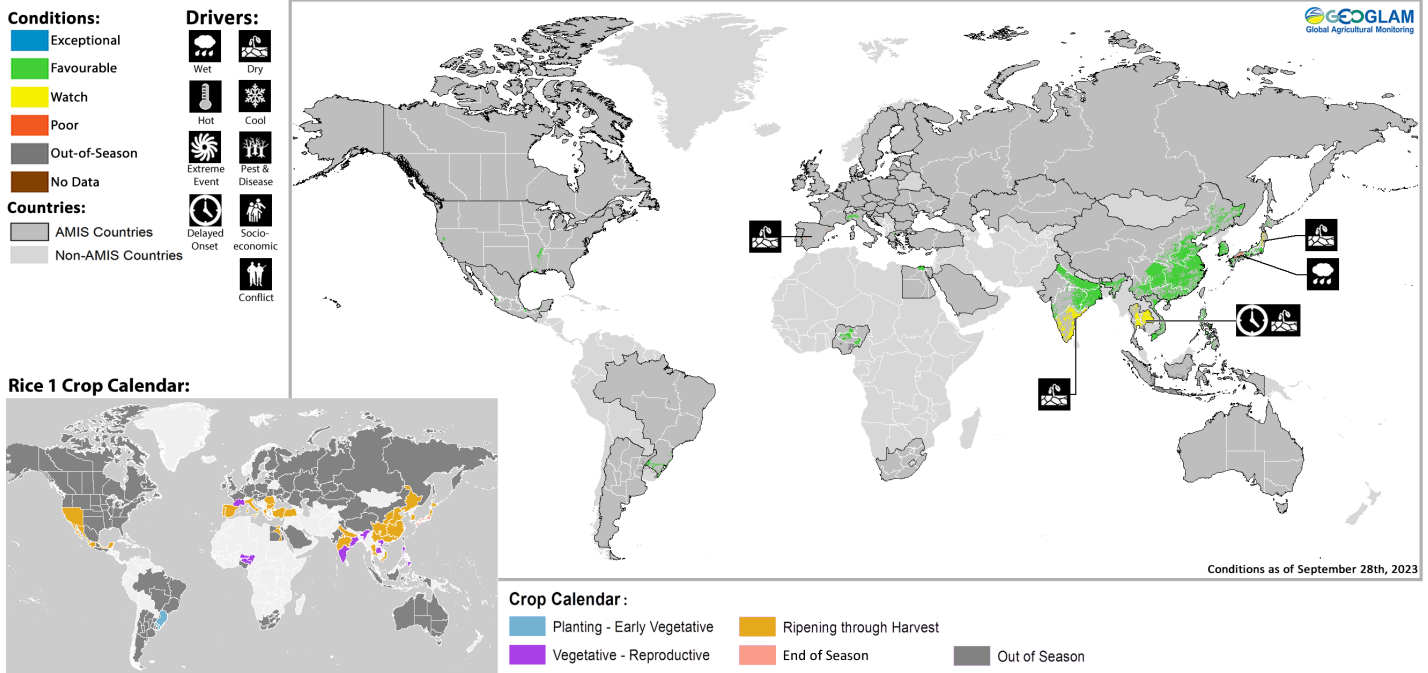 Conditions:
Exceptional
Favourable
Watch
Poor
Out-of-Season
No Data
Countries:
AMIS Countries
Non-AMIS Countries
Drivers:
Wet
Dry
Hot
Cool
Extreme
Event
Pest &
Disease
Delayed
Onset
Socio-
economic
Conflict
GEOGLAM
Global Agricultural Monitoring
Conditions as of September 28th, 2023
Rice 1 Crop Calendar:
Crop Calendar :
Planting - Early Vegetative
Ripening through Harvest
Vegetative - Reproductive
End of Season
Out of Season